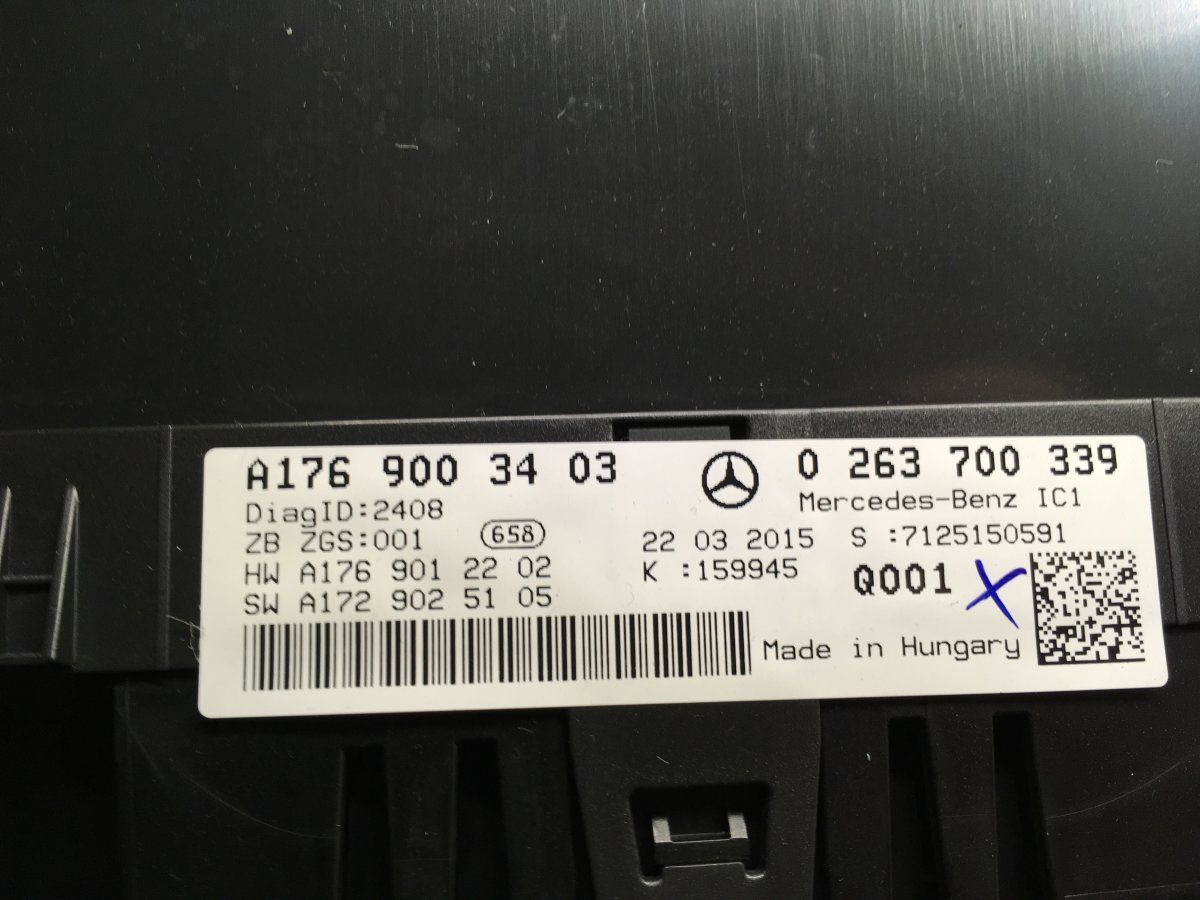 A176 900 34 03
DiagID:2408
ZB ZGS:001 658
HW A176 901 22 02
SW A172 902 51 05
0 263 700 339
Mercedes-Benz IC1
22 03 2015 S :7125150591
K :159945 Q001 X
Made in Hungary